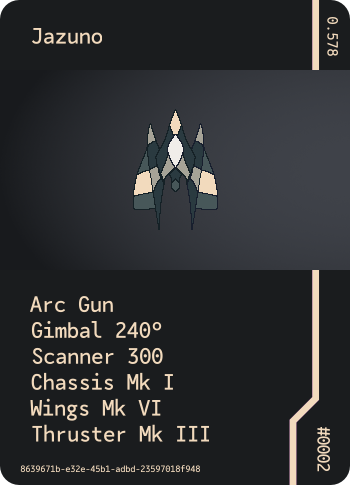 Jazuno
0.578
Arc Gun
Gimbal 240°
Scanner 300
Chassis Mk I
Wings Mk VI
Thruster Mk III
#0002
8639671b-e32e-45b1-adbd-23597018f948